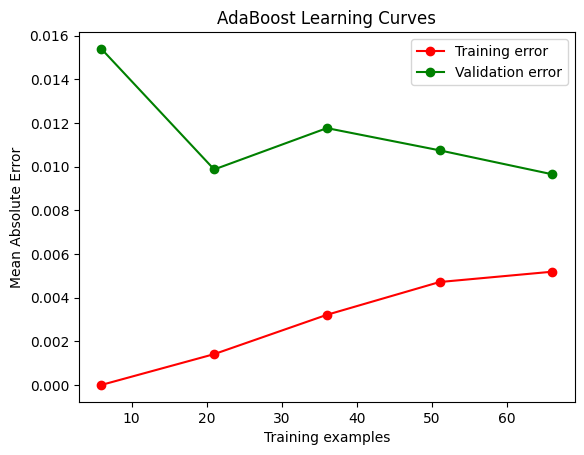 AdaBoost Learning Curves
Training error
Validation error
Mean Absolute Error
0.016
0.014
0.012
0.010
0.008
0.006
0.004
0.002
0.000
10 20 30 40 50 60
Training examples